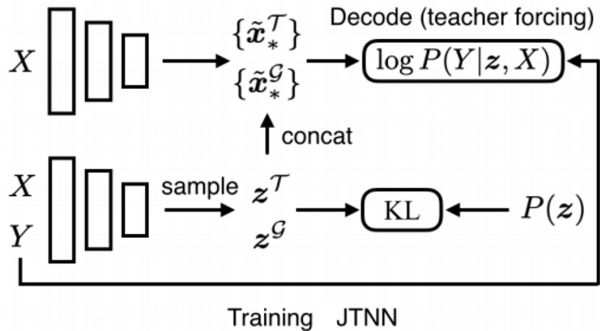 Decode (teacher forcing)
X {x̃*^𝒯} log P(Y|z, X)
{x̃*^𝒢}
concat
X sample z^𝒯 KL P(z)
Y z^𝒢
Training JTNN